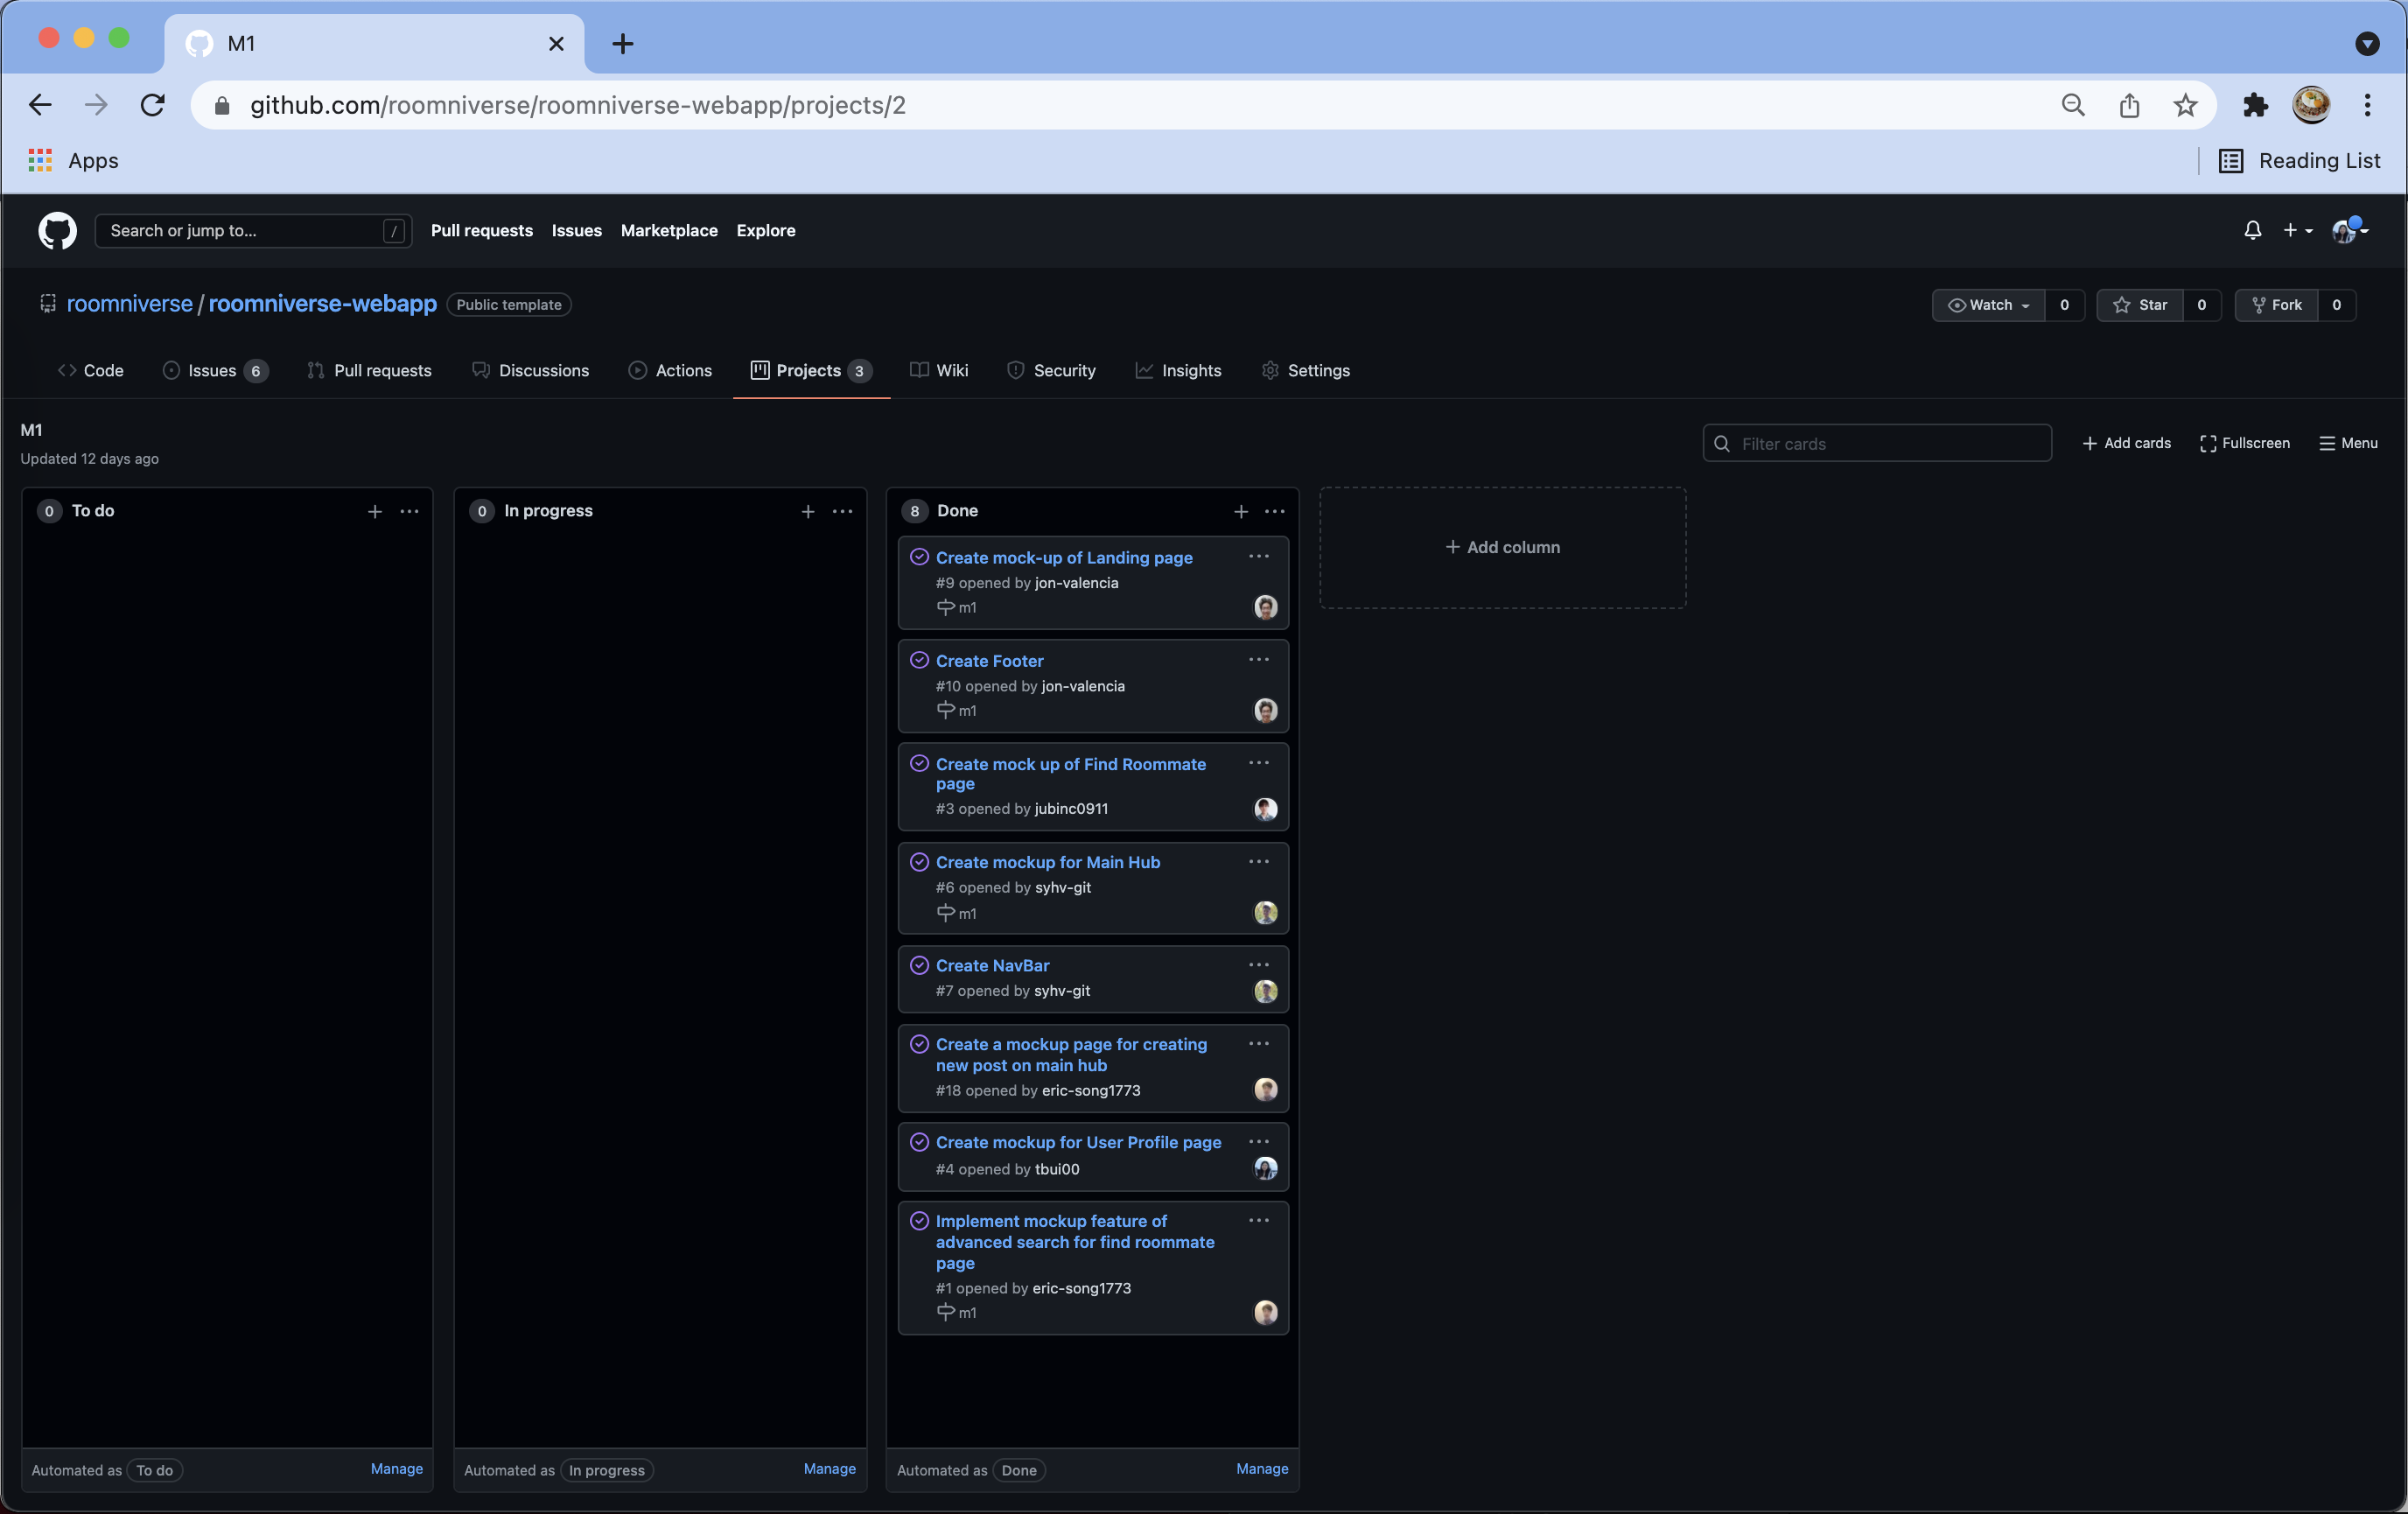 M1
github.com/roomniverse/roomniverse-webapp/projects/2
Apps
Reading List
Search or jump to...
/
Pull requests
Issues
Marketplace
Explore
roomniverse / roomniverse-webapp
Public template
Watch 0
Star 0
Fork 0
Code
Issues 6
Pull requests
Discussions
Actions
Projects 3
Wiki
Security
Insights
Settings
M1
Updated 12 days ago
Filter cards
Add cards
Fullscreen
Menu
0 To do
Automated as To do
Manage
0 In progress
Automated as In progress
Manage
8 Done
Create mock-up of Landing page
#9 opened by jon-valencia
m1
Create Footer
#10 opened by jon-valencia
m1
Create mock up of Find Roommate
page
#3 opened by jubinc0911
Create mockup for Main Hub
#6 opened by syhv-git
m1
Create NavBar
#7 opened by syhv-git
Create a mockup page for creating
new post on main hub
#18 opened by eric-song1773
Create mockup for User Profile page
#4 opened by tbui00
Implement mockup feature of
advanced search for find roommate
page
#1 opened by eric-song1773
m1
Automated as Done
Manage
Add column